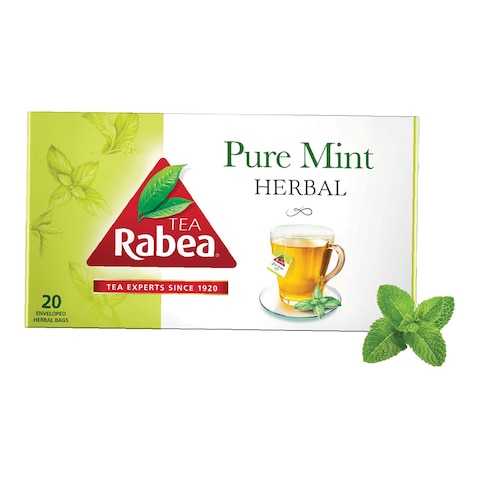 Pure Mint
HERBAL
TEA
Rabea®
TEA EXPERTS SINCE 1920
20
ENVELOPED
HERBAL BAGS